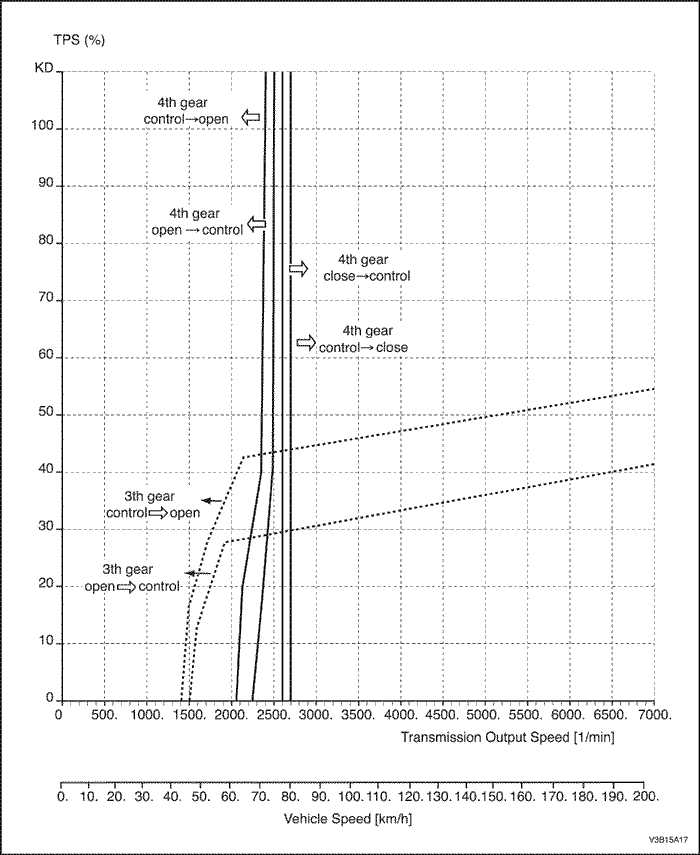 TPS (%)
KD
100
90
80
70
60
50
40
30
20
10
0
4th gear
control→open
4th gear
open → control
4th gear
close→control
4th gear
control→close
3th gear
control⇨open
3th gear
open⇨control
0 500. 1000. 1500. 2000. 2500. 3000. 3500. 4000. 4500. 5000. 5500. 6000. 6500. 7000.
Transmission Output Speed [1/min]
0. 10. 20. 30. 40. 50. 60. 70. 80. 90. 100. 110. 120. 130. 140. 150. 160. 170. 180. 190. 200.
Vehicle Speed [km/h]
V3B15A17